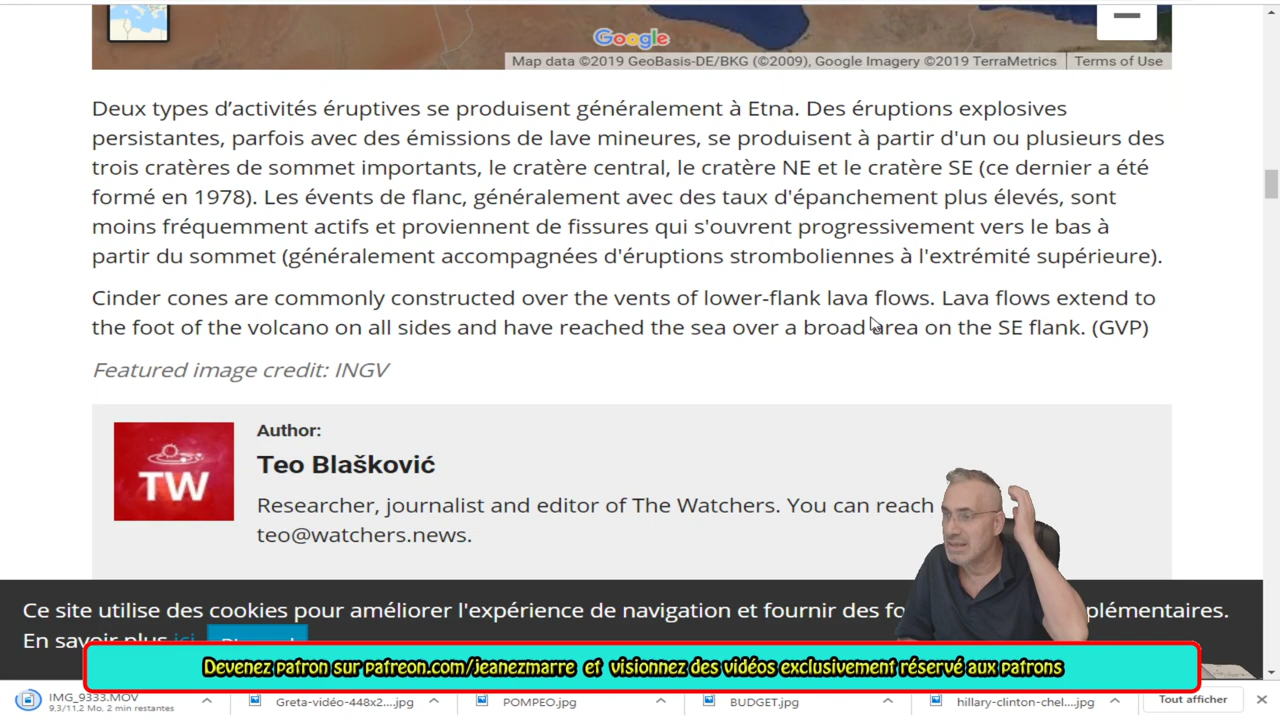 Google
Map data ©2019 GeoBasis-DE/BKG (©2009), Google Imagery ©2019 TerraMetrics
Terms of Use
Deux types d’activités éruptives se produisent généralement à Etna. Des éruptions explosives
persistantes, parfois avec des émissions de lave mineures, se produisent à partir d'un ou plusieurs des
trois cratères de sommet importants, le cratère central, le cratère NE et le cratère SE (ce dernier a été
formé en 1978). Les évents de flanc, généralement avec des taux d'épanchement plus élevés, sont
moins fréquemment actifs et proviennent de fissures qui s'ouvrent progressivement vers le bas à
partir du sommet (généralement accompagnées d'éruptions stromboliennes à l'extrémité supérieure).
Cinder cones are commonly constructed over the vents of lower-flank lava flows. Lava flows extend to
the foot of the volcano on all sides and have reached the sea over a broad area on the SE flank. (GVP)
Featured image credit: INGV
TW
Author:
Teo Blašković
Researcher, journalist and editor of The Watchers. You can reach
teo@watchers.news.
Ce site utilise des cookies pour améliorer l'expérience de navigation et fournir des plémentaires.
En savoir plus ici
Devenez patron sur patreon.com/jeanezmarre et visionnez des vidéos exclusivement réservé aux patrons
IMG_9333.MOV
9,3/11,2 Mo, 2 min restantes
Greta-vidéo-448x2....jpg
POMPEO.jpg
BUDGET.jpg
hillary-clinton-chel....jpg
Tout afficher